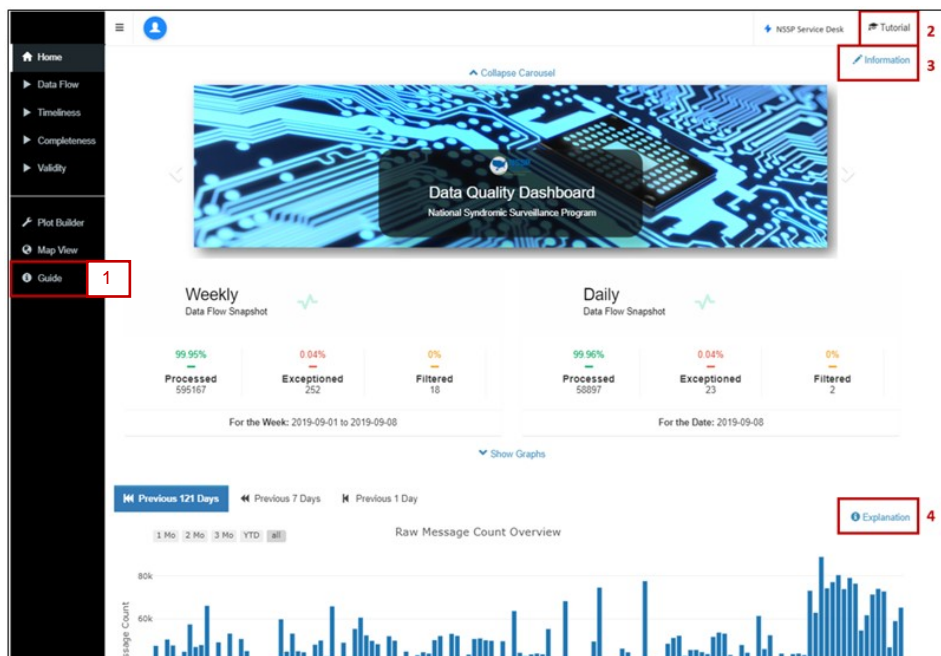 NSSP Service Desk
Tutorial
2
Home
Information
3
Data Flow
Timeliness
Completeness
Validity
Plot Builder
Map View
Guide
1
Collapse Carousel
Data Quality Dashboard
National Syndromic Surveillance Program
Weekly
Data Flow Snapshot
99.95%
0.04%
0%
Processed
Exceptioned
Filtered
595167
252
18
For the Week: 2019-09-01 to 2019-09-08
Daily
Data Flow Snapshot
99.96%
0.04%
0%
Processed
Exceptioned
Filtered
58897
23
2
For the Date: 2019-09-08
Show Graphs
Previous 121 Days
Previous 7 Days
Previous 1 Day
Explanation
4
1 Mo 2 Mo 3 Mo YTD all
Raw Message Count Overview
80k
60k
ssage Count